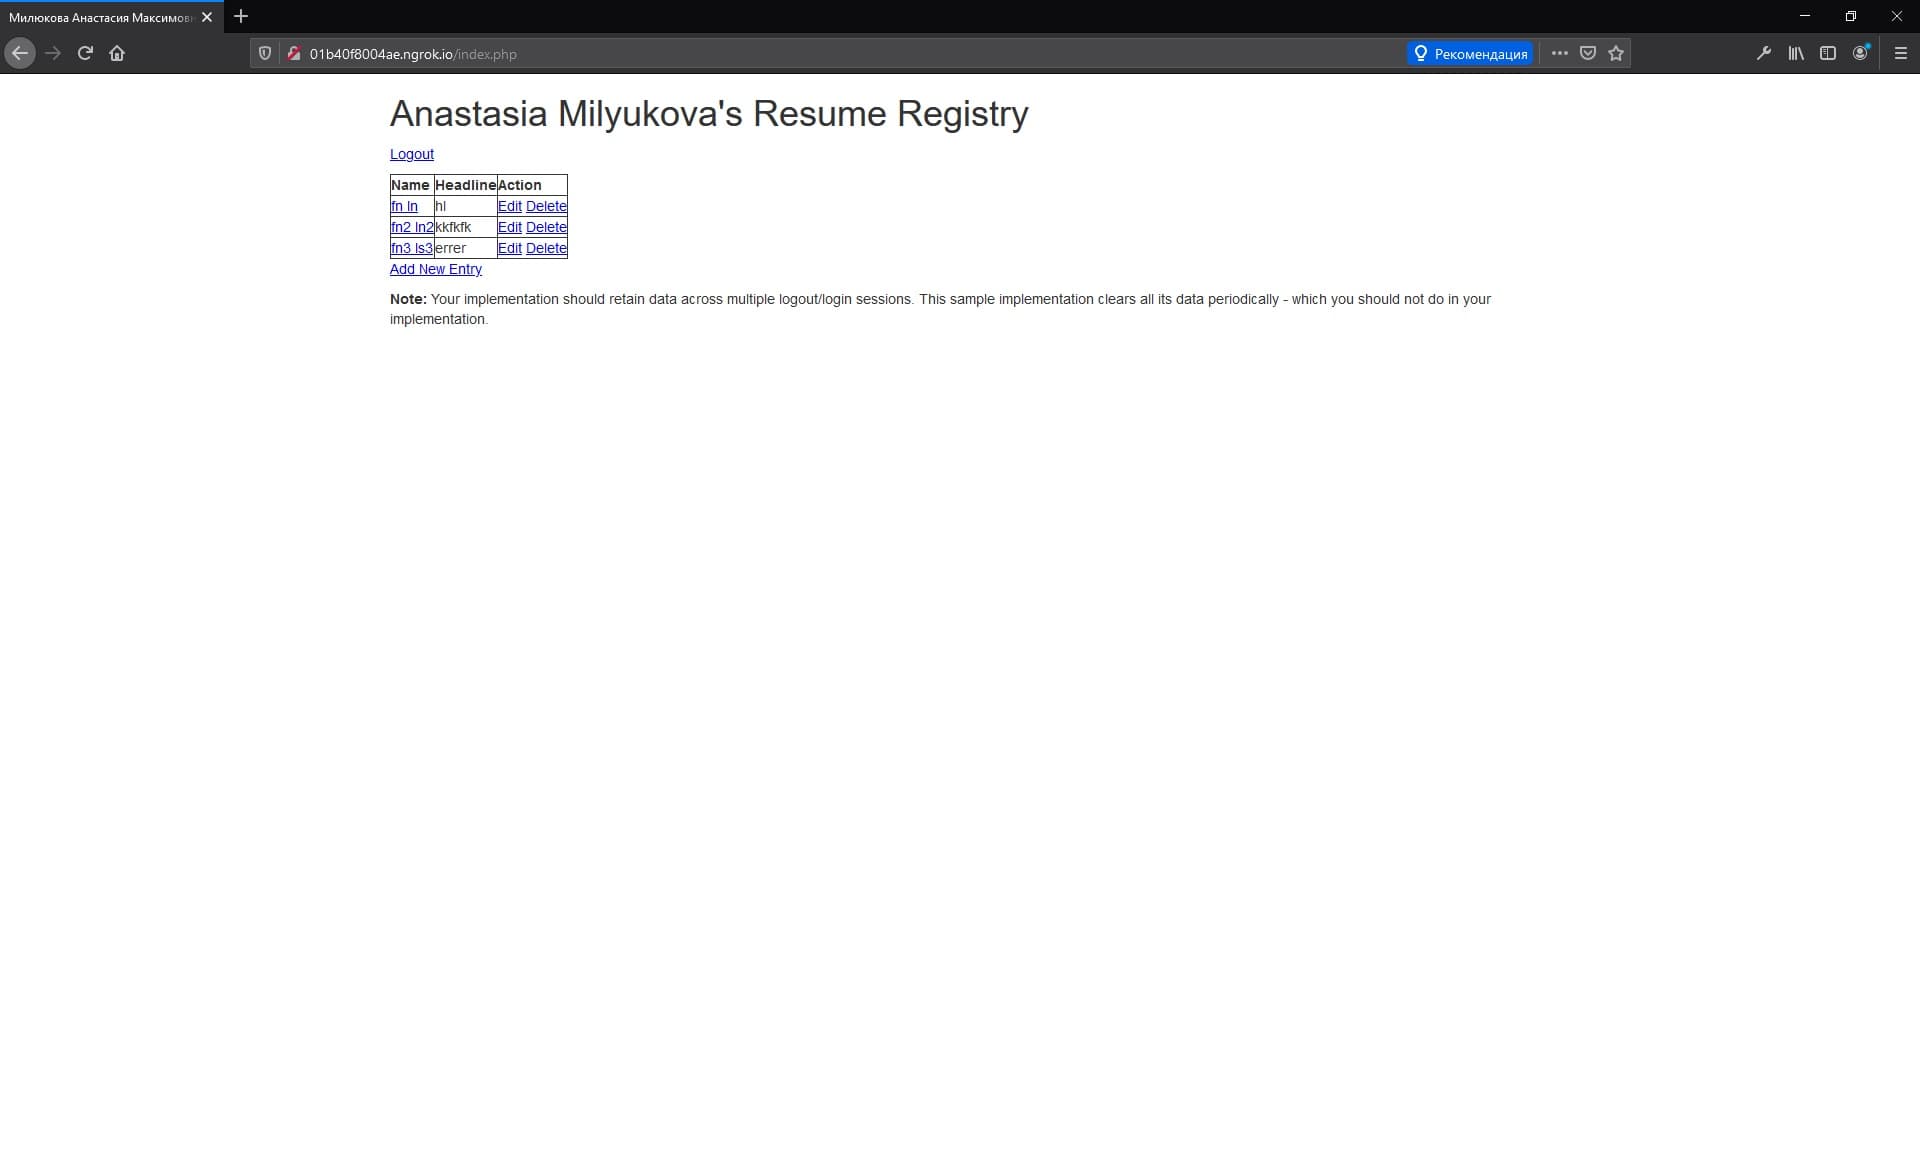 Милюкова Анастасия Максимовн
01b40f8004ae.ngrok.io/index.php
Рекомендация
Anastasia Milyukova's Resume Registry
Logout
Name Headline Action
fn ln hl Edit Delete
fn2 ln2 kkfkfk Edit Delete
fn3 ls3 errer Edit Delete
Add New Entry
Note: Your implementation should retain data across multiple logout/login sessions. This sample implementation clears all its data periodically - which you should not do in your
implementation.